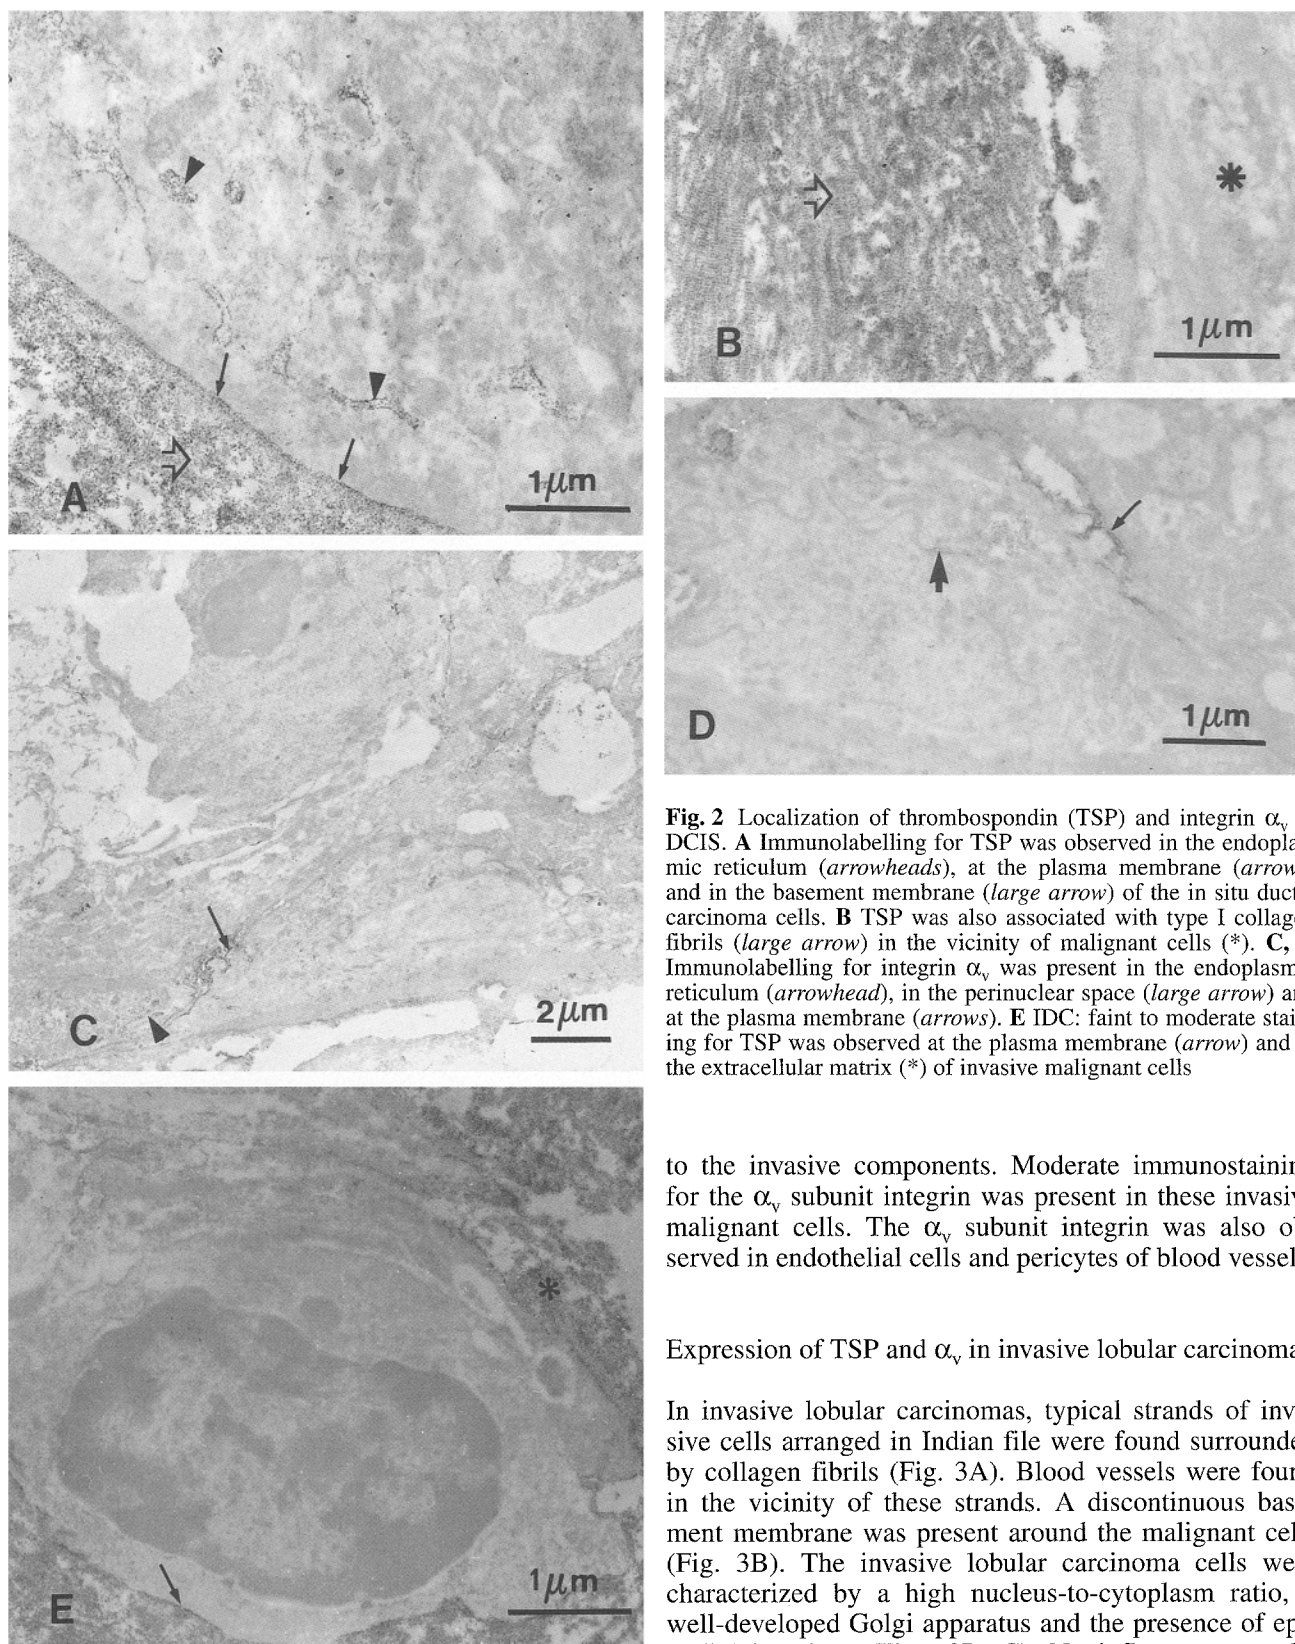 A
1μm
B
1μm
*
C
2μm
D
1μm
E
1μm
*
Fig. 2 Localization of thrombospondin (TSP) and integrin αv
DCIS. A Immunolabelling for TSP was observed in the endopla
mic reticulum (arrowheads), at the plasma membrane (arrow
and in the basement membrane (large arrow) of the in situ duct
carcinoma cells. B TSP was also associated with type I collage
fibrils (large arrow) in the vicinity of malignant cells (*). C,
Immunolabelling for integrin αv was present in the endoplasm
reticulum (arrowhead), in the perinuclear space (large arrow) an
at the plasma membrane (arrows). E IDC: faint to moderate stai
ing for TSP was observed at the plasma membrane (arrow) and
the extracellular matrix (*) of invasive malignant cells
to the invasive components. Moderate immunostainin
for the αv subunit integrin was present in these invasiv
malignant cells. The αv subunit integrin was also ob
served in endothelial cells and pericytes of blood vessel
Expression of TSP and αv in invasive lobular carcinoma
In invasive lobular carcinomas, typical strands of inv
sive cells arranged in Indian file were found surrounde
by collagen fibrils (Fig. 3A). Blood vessels were foun
in the vicinity of these strands. A discontinuous bas
ment membrane was present around the malignant cel
(Fig. 3B). The invasive lobular carcinoma cells we
characterized by a high nucleus-to-cytoplasm ratio,
well-developed Golgi apparatus and the presence of ep